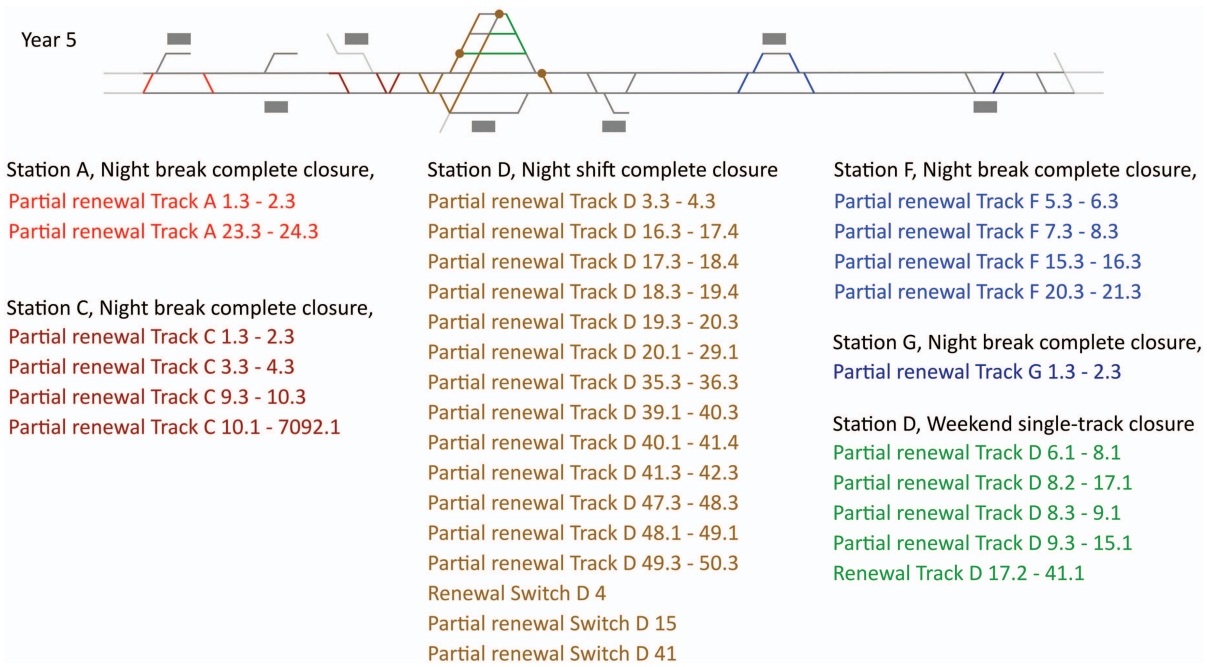 Year 5
Station A, Night break complete closure,
Partial renewal Track A 1.3 - 2.3
Partial renewal Track A 23.3 - 24.3
Station C, Night break complete closure,
Partial renewal Track C 1.3 - 2.3
Partial renewal Track C 3.3 - 4.3
Partial renewal Track C 9.3 - 10.3
Partial renewal Track C 10.1 - 7092.1
Station D, Night shift complete closure
Partial renewal Track D 3.3 - 4.3
Partial renewal Track D 16.3 - 17.4
Partial renewal Track D 17.3 - 18.4
Partial renewal Track D 18.3 - 19.4
Partial renewal Track D 19.3 - 20.3
Partial renewal Track D 20.1 - 29.1
Partial renewal Track D 35.3 - 36.3
Partial renewal Track D 39.1 - 40.3
Partial renewal Track D 40.1 - 41.4
Partial renewal Track D 41.3 - 42.3
Partial renewal Track D 47.3 - 48.3
Partial renewal Track D 48.1 - 49.1
Partial renewal Track D 49.3 - 50.3
Renewal Switch D 4
Partial renewal Switch D 15
Partial renewal Switch D 41
Station F, Night break complete closure,
Partial renewal Track F 5.3 - 6.3
Partial renewal Track F 7.3 - 8.3
Partial renewal Track F 15.3 - 16.3
Partial renewal Track F 20.3 - 21.3
Station G, Night break complete closure,
Partial renewal Track G 1.3 - 2.3
Station D, Weekend single-track closure
Partial renewal Track D 6.1 - 8.1
Partial renewal Track D 8.2 - 17.1
Partial renewal Track D 8.3 - 9.1
Partial renewal Track D 9.3 - 15.1
Renewal Track D 17.2 - 41.1